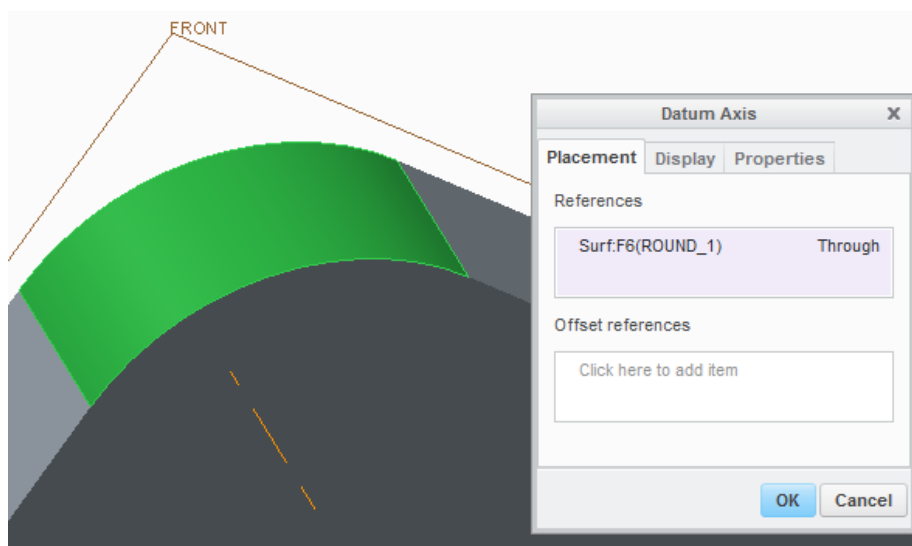 FRONT
Datum Axis X
Placement Display Properties
References
Surf:F6(ROUND_1) Through
Offset references
Click here to add item
OK Cancel